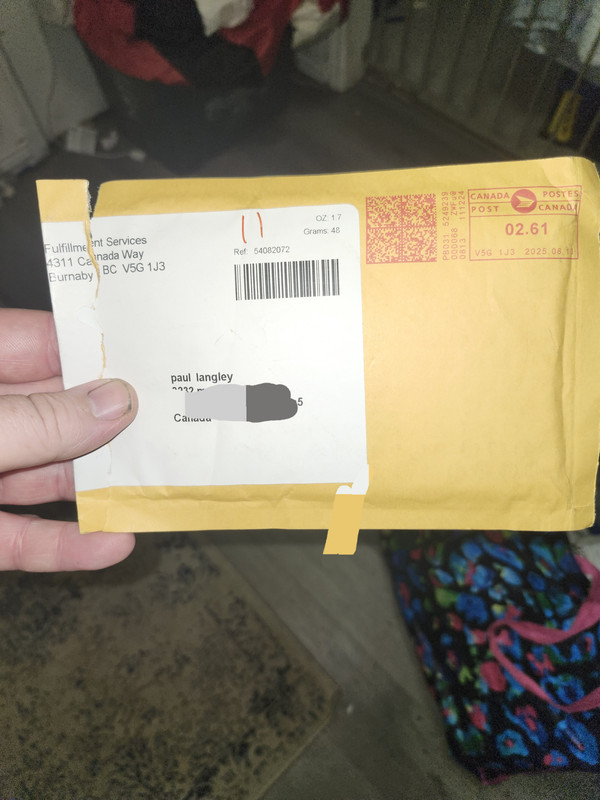 Fulfillment Services
4311 Canada Way
Burnaby BC V5G 1J3
OZ: 1.7
Grams: 48
11
Ref: 54082072
paul langley
5
Canada
CANADA POSTES
POST CANADA
02.61
V5G 1J3 2025.08.11